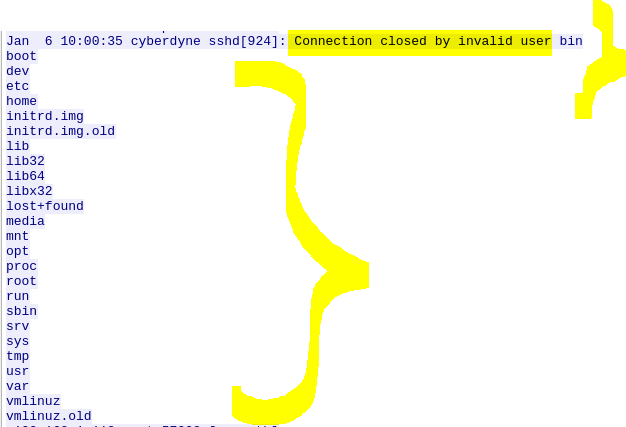 Jan  6 10:00:35 cyberdyne sshd[924]: Connection closed by invalid user bin
boot
dev
etc
home
initrd.img
initrd.img.old
lib
lib32
lib64
libx32
lost+found
media
mnt
opt
proc
root
run
sbin
srv
sys
tmp
usr
var
vmlinuz
vmlinuz.old